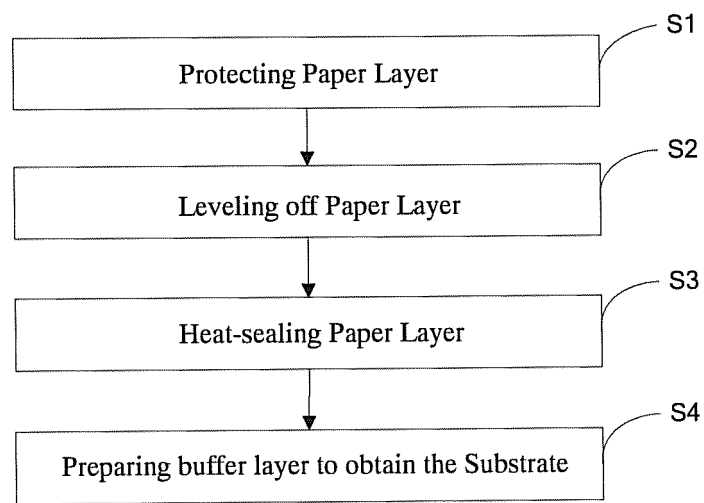 S1
Protecting Paper Layer
S2
Leveling off Paper Layer
S3
Heat-sealing Paper Layer
S4
Preparing buffer layer to obtain the Substrate